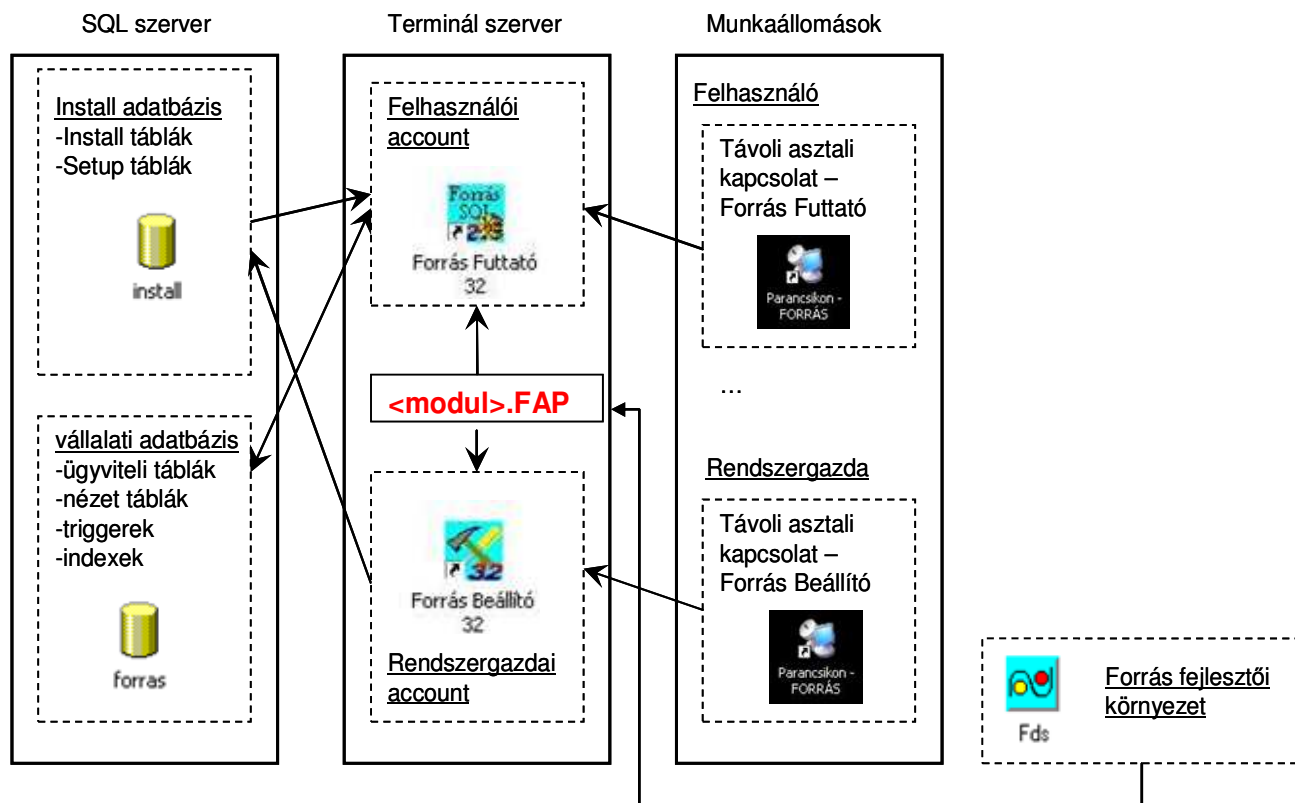 SQL szerver
Install adatbázis
-Install táblák
-Setup táblák
install
vállalati adatbázis
-ügyviteli táblák
-nézet táblák
-triggerek
-indexek
forras
Terminál szerver
Felhasználói
account
Forrás
SQL
Forrás Futtató
32
<modul>.FAP
32
Forrás Beállító
32
Rendszergazdai
account
Munkaállomások
Felhasználó
Távoli asztali
kapcsolat –
Forrás Futtató
Parancsikon -
FORRÁS
...
Rendszergazda
Távoli asztali
kapcsolat –
Forrás Beállító
Parancsikon -
FORRÁS
Fds
Forrás fejlesztői
környezet